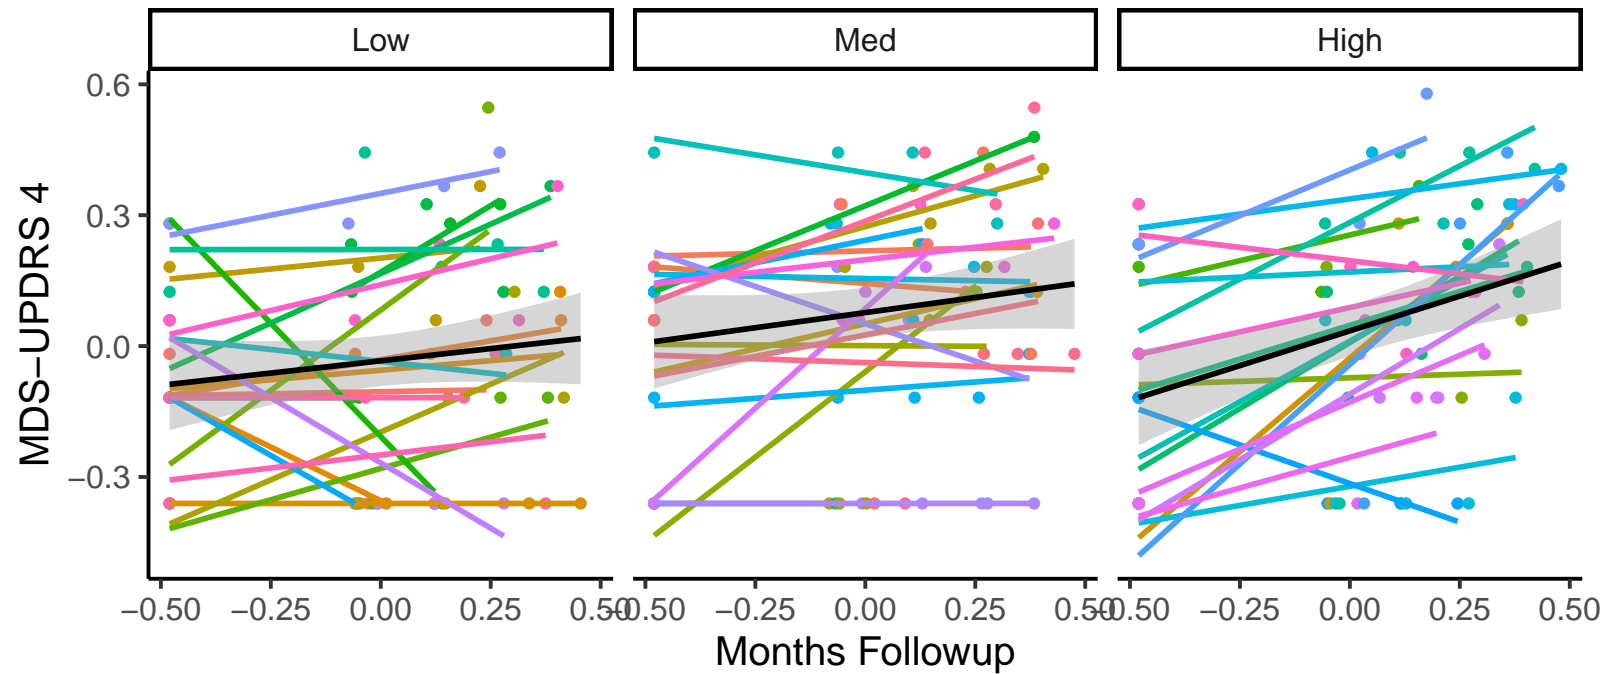 Low Med High
MDS−UPDRS 4
0.6
0.3
0.0
−0.3
−0.50 −0.25 0.00 0.25 0.50 −0.50 −0.25 0.00 0.25 0.50 −0.50 −0.25 0.00 0.25 0.50
Months Followup